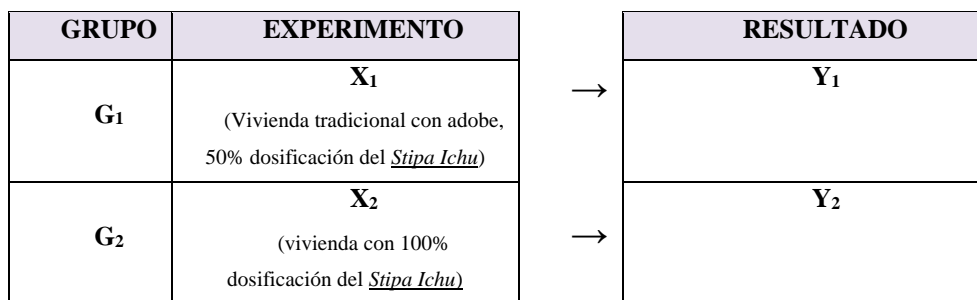 GRUPO EXPERIMENTO RESULTADO
X₁ → Y₁
G₁ (Vivienda tradicional con adobe,
50% dosificación del Stipa Ichu)
X₂ Y₂
G₂ (vivienda con 100% →
dosificación del Stipa Ichu)